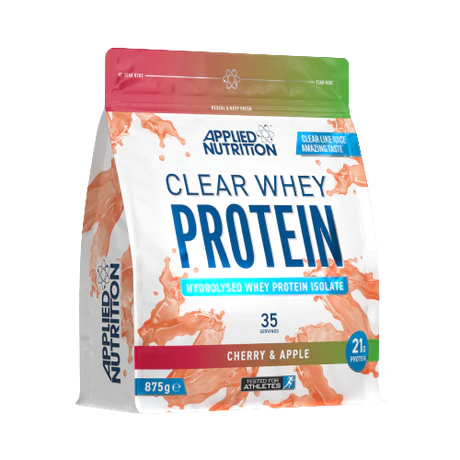 TEAR HERE
TEAR HERE
RESEAL & KEEP FRESH
APPLIED
NUTRITION
CLEAR LIKE JUICE
AMAZING TASTE
CLEAR WHEY
PROTEIN
HYDROLYSED WHEY PROTEIN ISOLATE
35
SERVINGS
CHERRY & APPLE
21g
PROTEIN
875g e
TESTED FOR
ATHLETES
APPLIED
NUTRITION